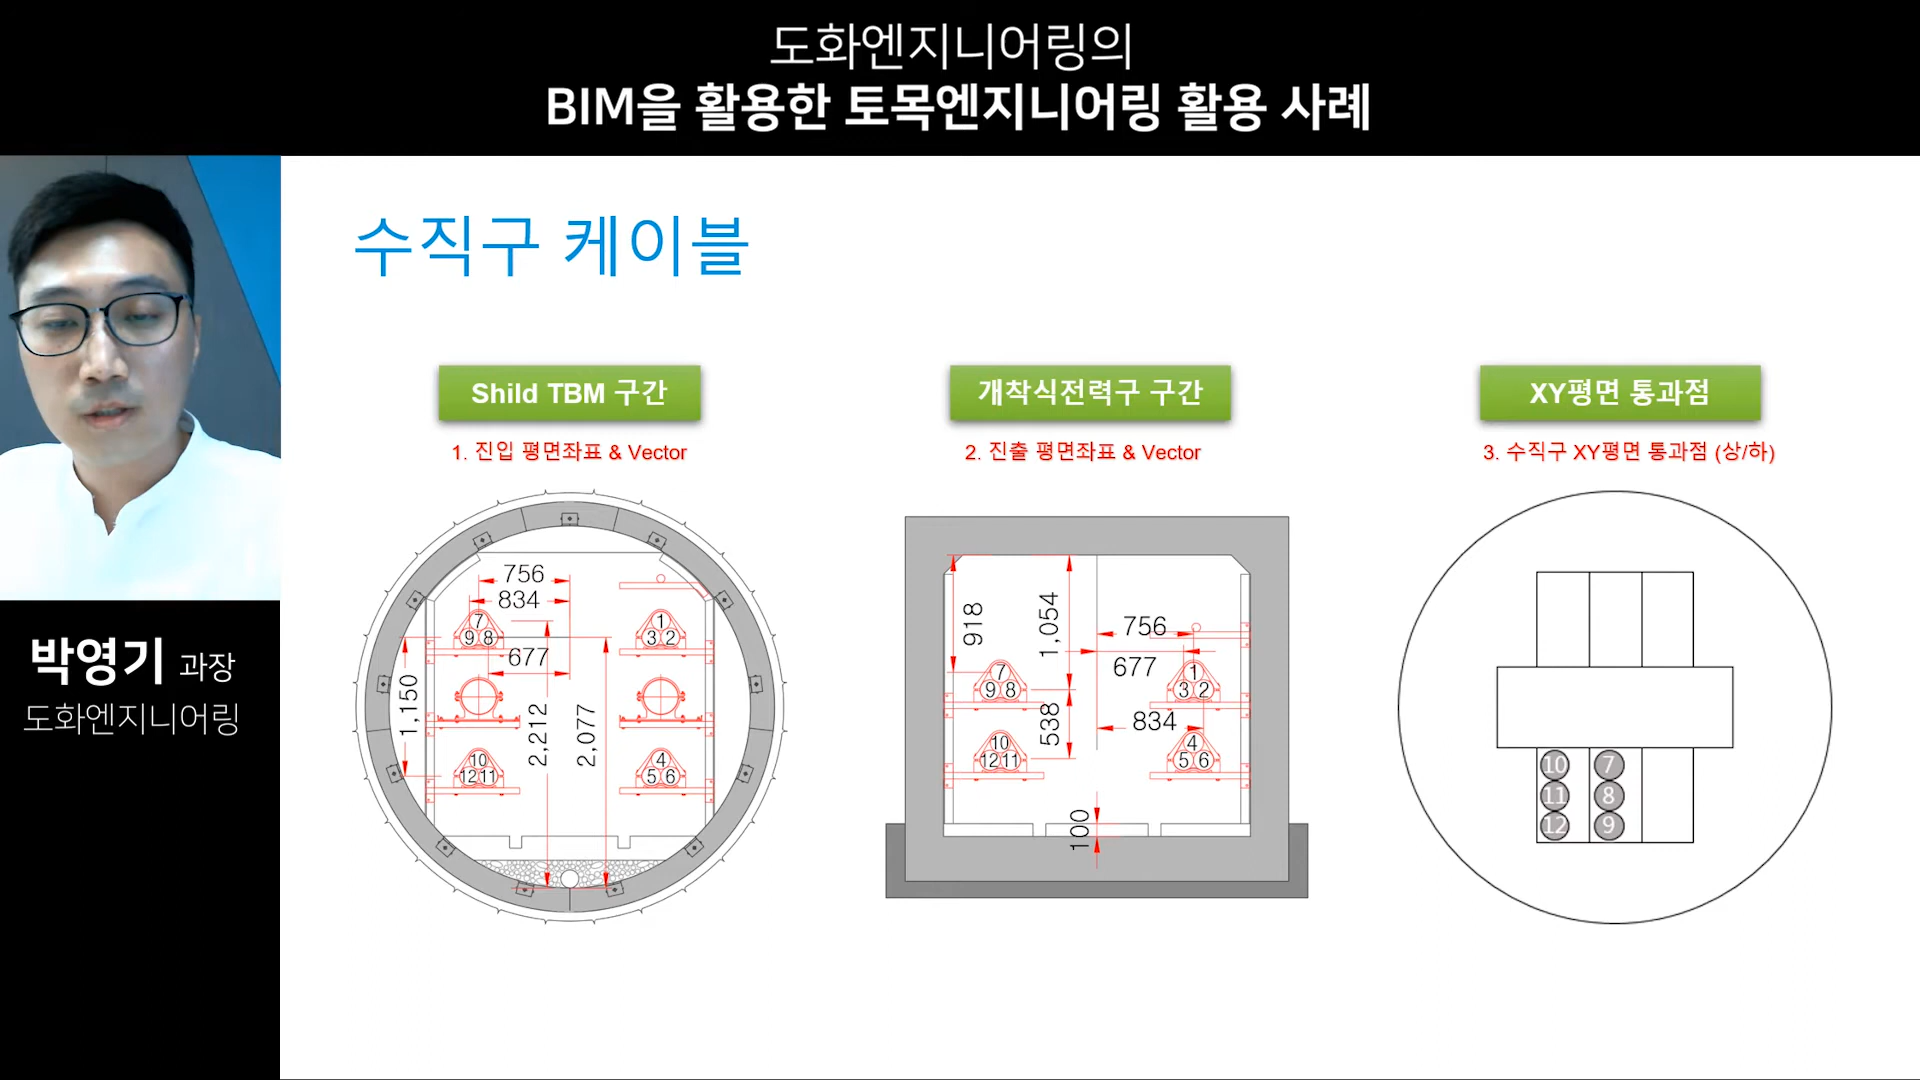 도화엔지니어링의
BIM을 활용한 토목엔지니어링 활용 사례
박영기 과장
도화엔지니어링
수직구 케이블
Shild TBM 구간
1. 진입 평면좌표 & Vector
756
834
7
9 8
1
3 2
677
1,150
2,212
2,077
10
12 11
4
5 6
개착식전력구 구간
2. 진출 평면좌표 & Vector
918
1,054
756
677
7
9 8
1
3 2
538
834
10
12 11
4
5 6
100
XY평면 통과점
3. 수직구 XY평면 통과점 (상/하)
10 7
11 8
12 9